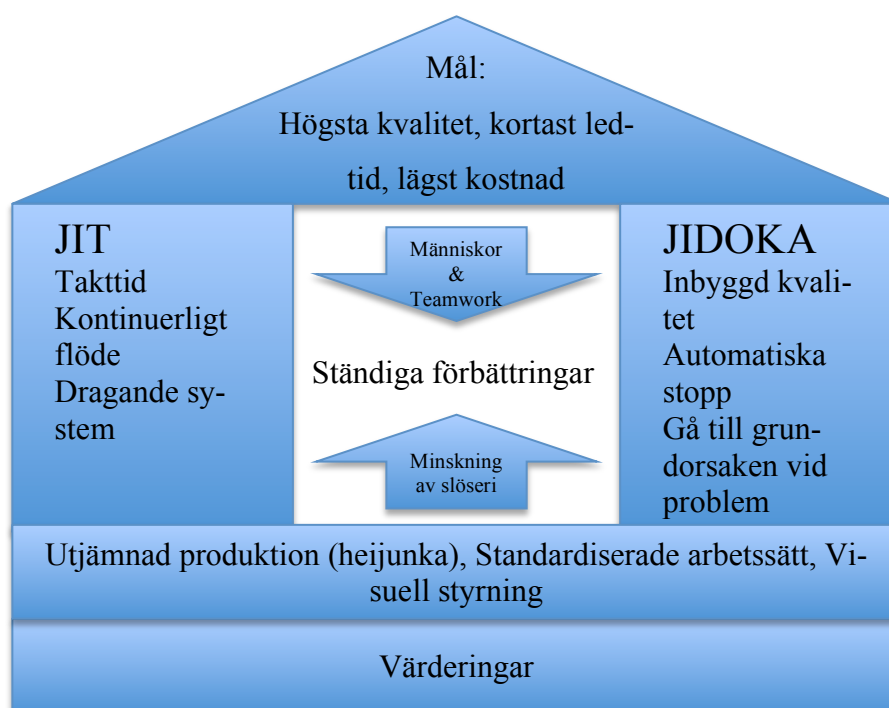 Mål:
Högsta kvalitet, kortast led-
tid, lägst kostnad
JIT
Takttid
Kontinuerligt
flöde
Dragande sy-
stem
Människor
&
Teamwork
Ständiga förbättringar
Minskning
av slöseri
JIDOKA
Inbyggd kvali-
tet
Automatiska
stopp
Gå till grun-
dorsaken vid
problem
Utjämnad produktion (heijunka), Standardiserade arbetssätt, Vi-
suell styrning
Värderingar